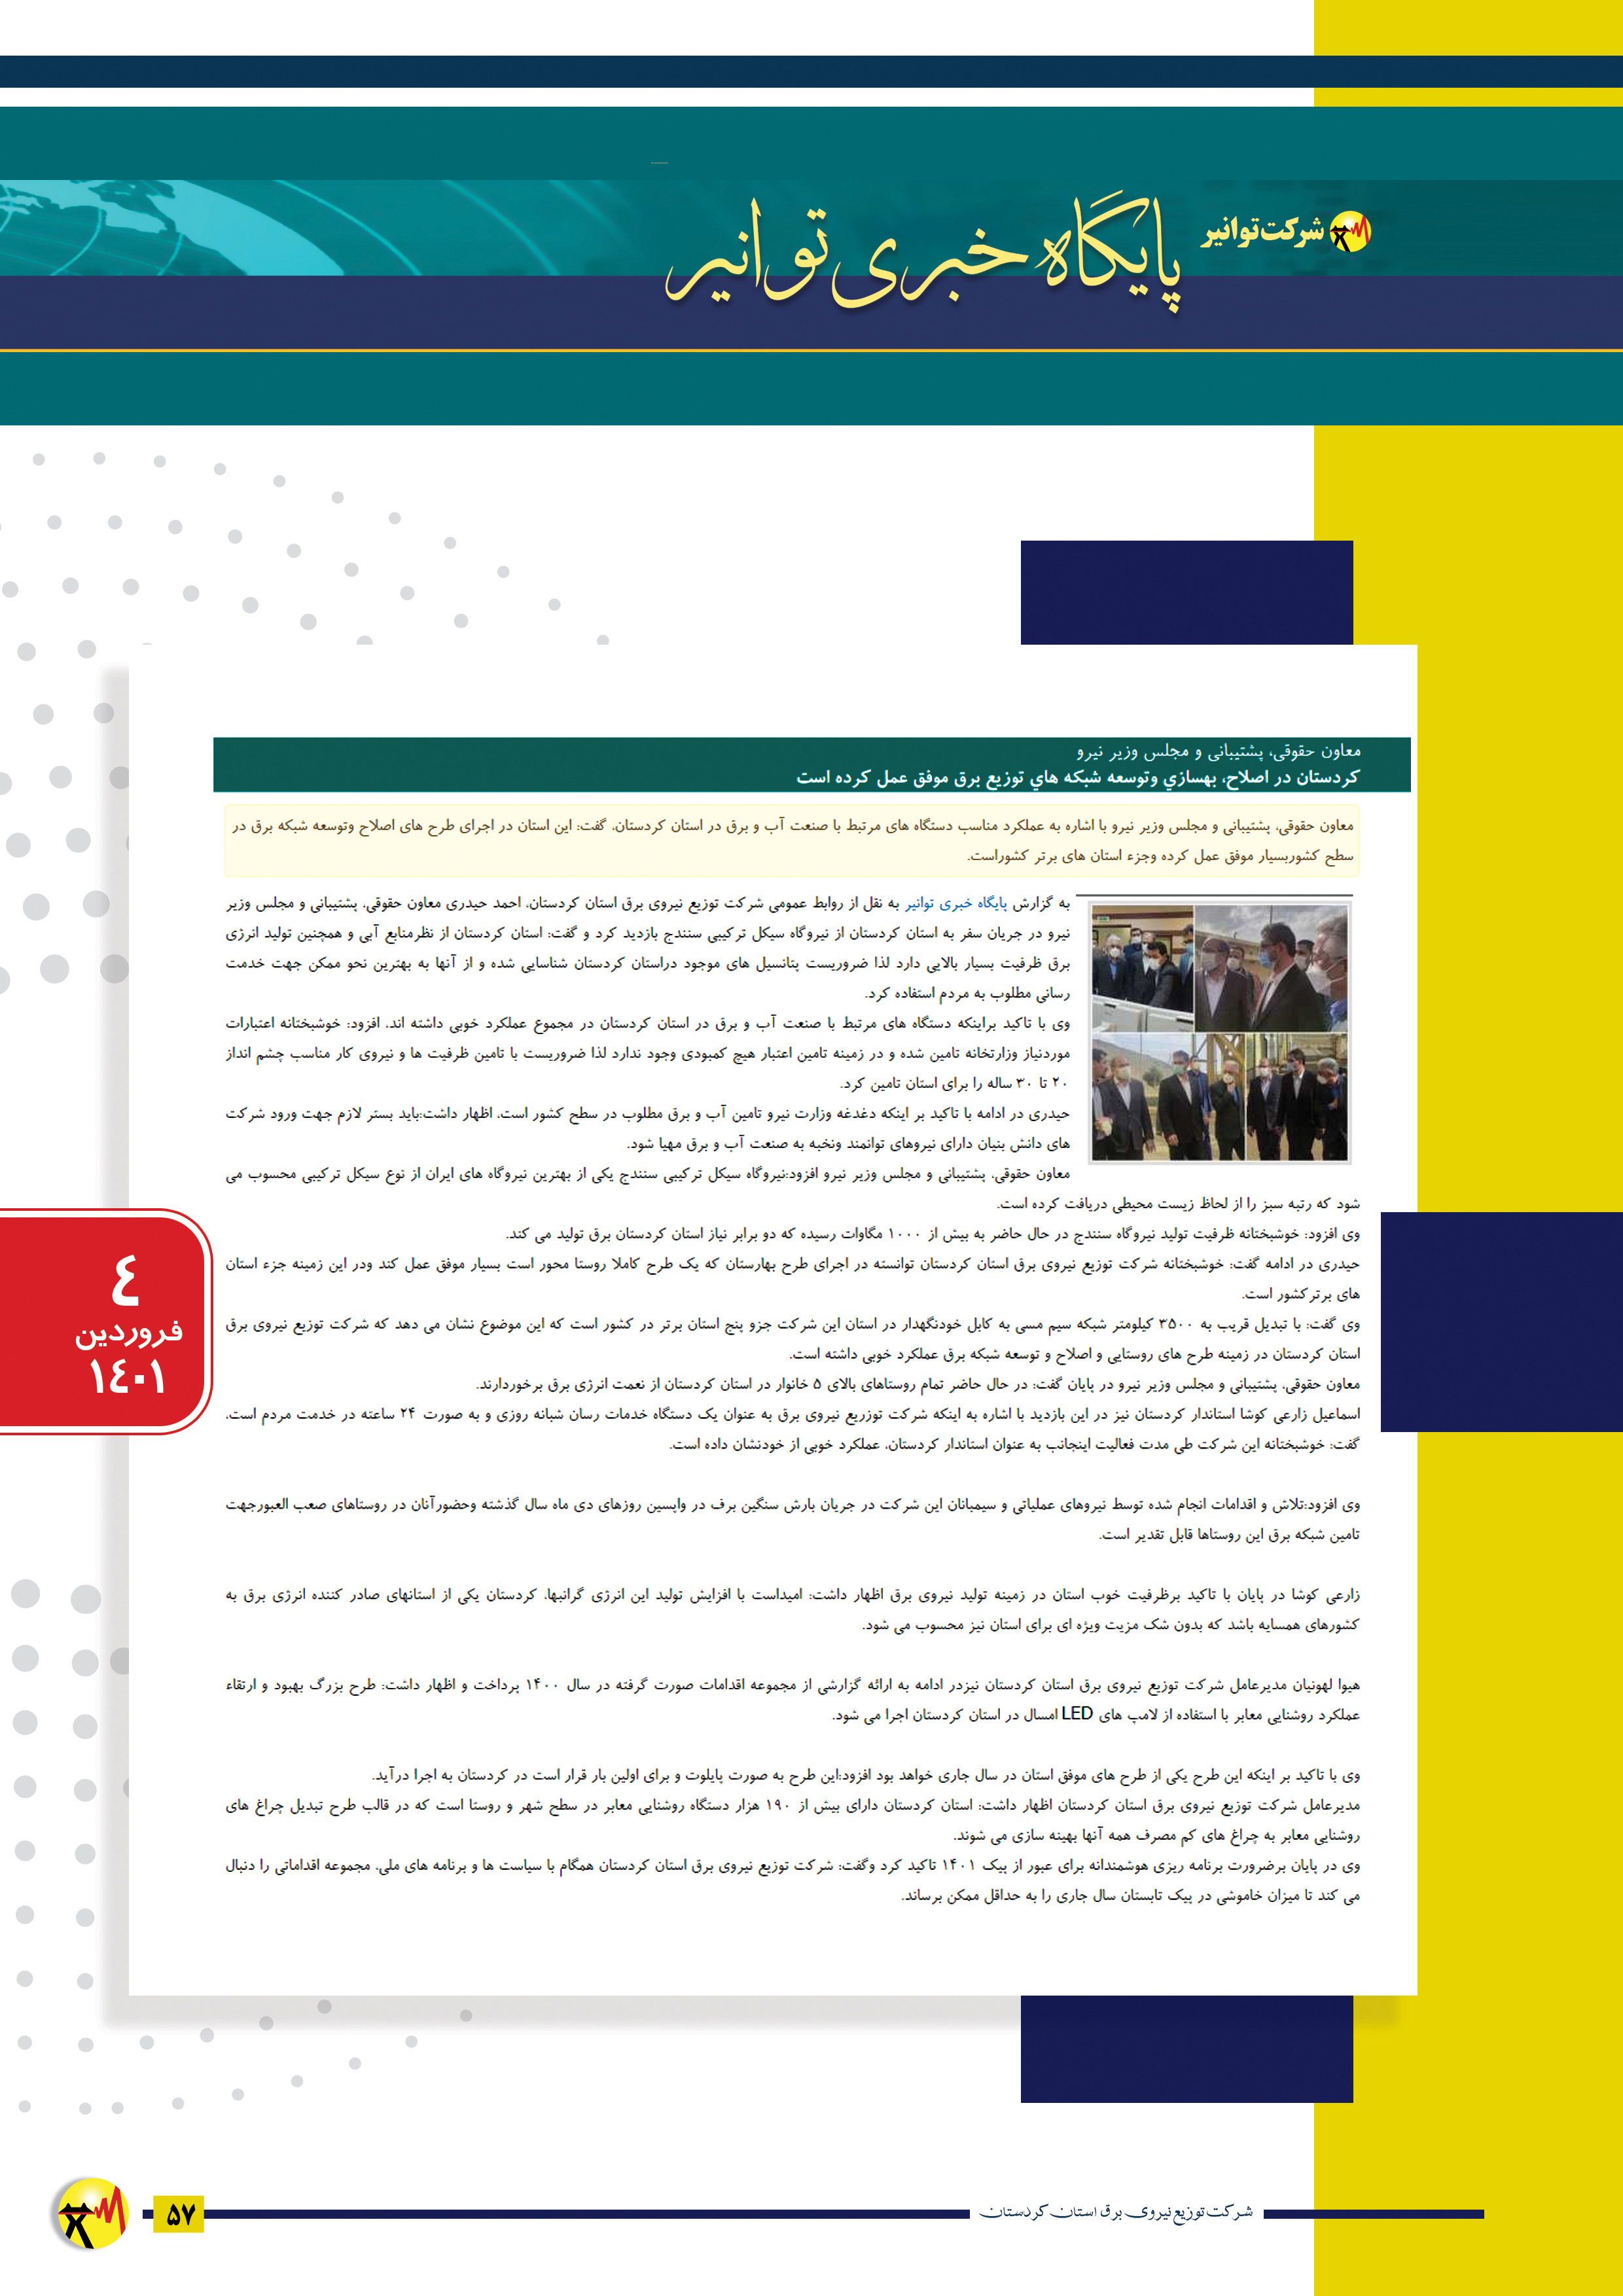 شرکت توانیر
پایگاه خبری توانیر
معاون حقوقی، پشتیبانی و مجلس وزیر نیرو
کردستان در اصلاح، بهسازي وتوسعه شبکه هاي توزیع برق موفق عمل کرده است
معاون حقوقی، پشتیبانی و مجلس وزیر نیرو با اشاره به عملکرد مناسب دستگاه های مرتبط با صنعت آب و برق در استان کردستان، گفت: این استان در اجرای طرح های اصلاح وتوسعه شبکه برق در
سطح کشوربسیار موفق عمل کرده وجزء استان های برتر کشوراست.
به گزارش پایگاه خبری توانیر به نقل از روابط عمومی شرکت توزیع نیروی برق استان کردستان، احمد حیدری معاون حقوقی، پشتیبانی و مجلس وزیر
نیرو در جریان سفر به استان کردستان از نیروگاه سیکل ترکیبی سنندج بازدید کرد و گفت: استان کردستان از نظرمنابع آبی و همچنین تولید انرژی
برق ظرفیت بسیار بالایی دارد لذا ضروریست پتانسیل های موجود دراستان کردستان شناسایی شده و از آنها به بهترین نحو ممکن جهت خدمت
رسانی مطلوب به مردم استفاده کرد.
وی با تاکید براینکه دستگاه های مرتبط با صنعت آب و برق در استان کردستان در مجموع عملکرد خوبی داشته اند، افزود: خوشبختانه اعتبارات
موردنیاز وزارتخانه تامین شده و در زمینه تامین اعتبار هیچ کمبودی وجود ندارد لذا ضروریست با تامین ظرفیت ها و نیروی کار مناسب چشم انداز
۲۰ تا ۳۰ ساله را برای استان تامین کرد.
حیدری در ادامه با تاکید بر اینکه دغدغه وزارت نیرو تامین آب و برق مطلوب در سطح کشور است، اظهار داشت:باید بستر لازم جهت ورود شرکت
های دانش بنیان دارای نیروهای توانمند ونخبه به صنعت آب و برق مهیا شود.
معاون حقوقی، پشتیبانی و مجلس وزیر نیرو افزود:نیروگاه سیکل ترکیبی سنندج یکی از بهترین نیروگاه های ایران از نوع سیکل ترکیبی محسوب می
شود که رتبه سبز را از لحاظ زیست محیطی دریافت کرده است.
وی افزود: خوشبختانه ظرفیت تولید نیروگاه سنندج در حال حاضر به بیش از ۱۰۰۰ مگاوات رسیده که دو برابر نیاز استان کردستان برق تولید می کند.
حیدری در ادامه گفت: خوشبختانه شرکت توزیع نیروی برق استان کردستان توانسته در اجرای طرح بهارستان که یک طرح کاملا روستا محور است بسیار موفق عمل کند ودر این زمینه جزء استان
های برترکشور است.
وی گفت: با تبدیل قریب به ۳۵۰۰ کیلومتر شبکه سیم مسی به کابل خودنگهدار در استان این شرکت جزو پنج استان برتر در کشور است که این موضوع نشان می دهد که شرکت توزیع نیروی برق
استان کردستان در زمینه طرح های روستایی و اصلاح و توسعه شبکه برق عملکرد خوبی داشته است.
معاون حقوقی، پشتیبانی و مجلس وزیر نیرو در پایان گفت: در حال حاضر تمام روستاهای بالای ۵ خانوار در استان کردستان از نعمت انرژی برق برخوردارند.
اسماعیل زارعی کوشا استاندار کردستان نیز در این بازدید با اشاره به اینکه شرکت توزریع نیروی برق به عنوان یک دستگاه خدمات رسان شبانه روزی و به صورت ۲۴ ساعته در خدمت مردم است،
گفت: خوشبختانه این شرکت طی مدت فعالیت اینجانب به عنوان استاندار کردستان، عملکرد خوبی از خودنشان داده است.
وی افزود:تلاش و اقدامات انجام شده توسط نیروهای عملیاتی و سیمبانان این شرکت در جریان بارش سنگین برف در واپسین روزهای دی ماه سال گذشته وحضورآنان در روستاهای صعب العبورجهت
تامین شبکه برق این روستاها قابل تقدیر است.
زارعی کوشا در پایان با تاکید برظرفیت خوب استان در زمینه تولید نیروی برق اظهار داشت: امیداست با افزایش تولید این انرژی گرانبها، کردستان یکی از استانهای صادر کننده انرژی برق به
کشورهای همسایه باشد که بدون شک مزیت ویژه ای برای استان نیز محسوب می شود.
هیوا لهونیان مدیرعامل شرکت توزیع نیروی برق استان کردستان نیزدر ادامه به ارائه گزارشی از مجموعه اقدامات صورت گرفته در سال ۱۴۰۰ پرداخت و اظهار داشت: طرح بزرگ بهبود و ارتقاء
عملکرد روشنایی معابر با استفاده از لامپ های LED امسال در استان کردستان اجرا می شود.
وی با تاکید بر اینکه این طرح یکی از طرح های موفق استان در سال جاری خواهد بود افزود:این طرح به صورت پایلوت و برای اولین بار قرار است در کردستان به اجرا درآید.
مدیرعامل شرکت توزیع نیروی برق استان کردستان اظهار داشت: استان کردستان دارای بیش از ۱۹۰ هزار دستگاه روشنایی معابر در سطح شهر و روستا است که در قالب طرح تبدیل چراغ های
روشنایی معابر به چراغ های کم مصرف همه آنها بهینه سازی می شوند.
وی در پایان برضرورت برنامه ریزی هوشمندانه برای عبور از پیک ۱۴۰۱ تاکید کرد وگفت: شرکت توزیع نیروی برق استان کردستان همگام با سیاست ها و برنامه های ملی، مجموعه اقداماتی را دنبال
می کند تا میزان خاموشی در پیک تابستان سال جاری را به حداقل ممکن برساند.
٤
فروردین
١٤٠١
شرکت توزیع نیروی برق استان کردستان
۵۷